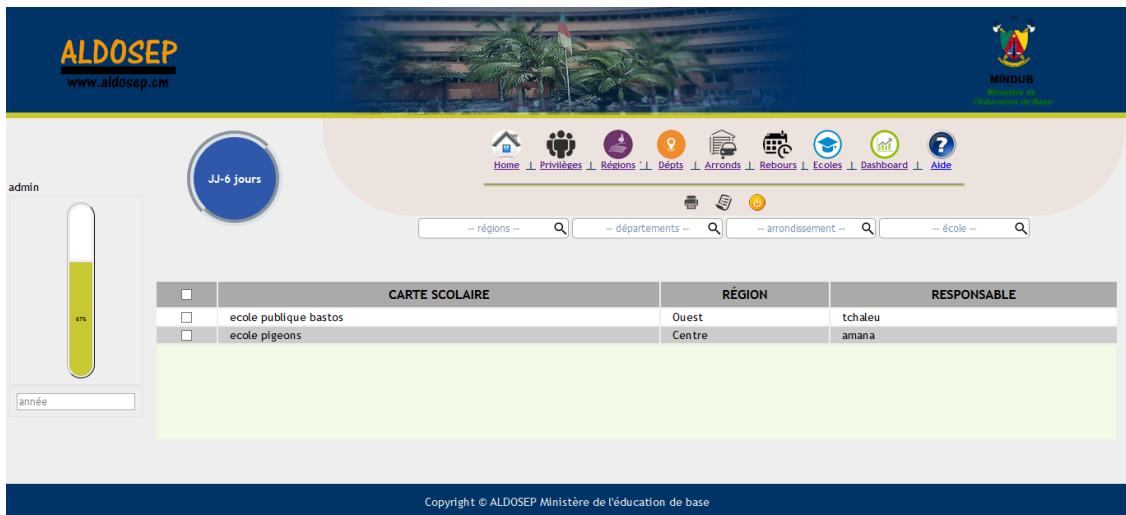 ALDOSEP
www.aldosep.cm
MINDUB
Ministère de
l'Education de Base
JJ-6 jours
Home | Privilèges | Régions | Dépts | Arronds | Rebours | Ecoles | Dashboard | Aide
admin
-- régions -- -- départements -- -- arrondissement -- -- école --
CARTE SCOLAIRE RÉGION RESPONSABLE
ecole publique bastos Ouest tchaleu
ecole pigeons Centre amana
67%
année
Copyright © ALDOSEP Ministère de l'éducation de base